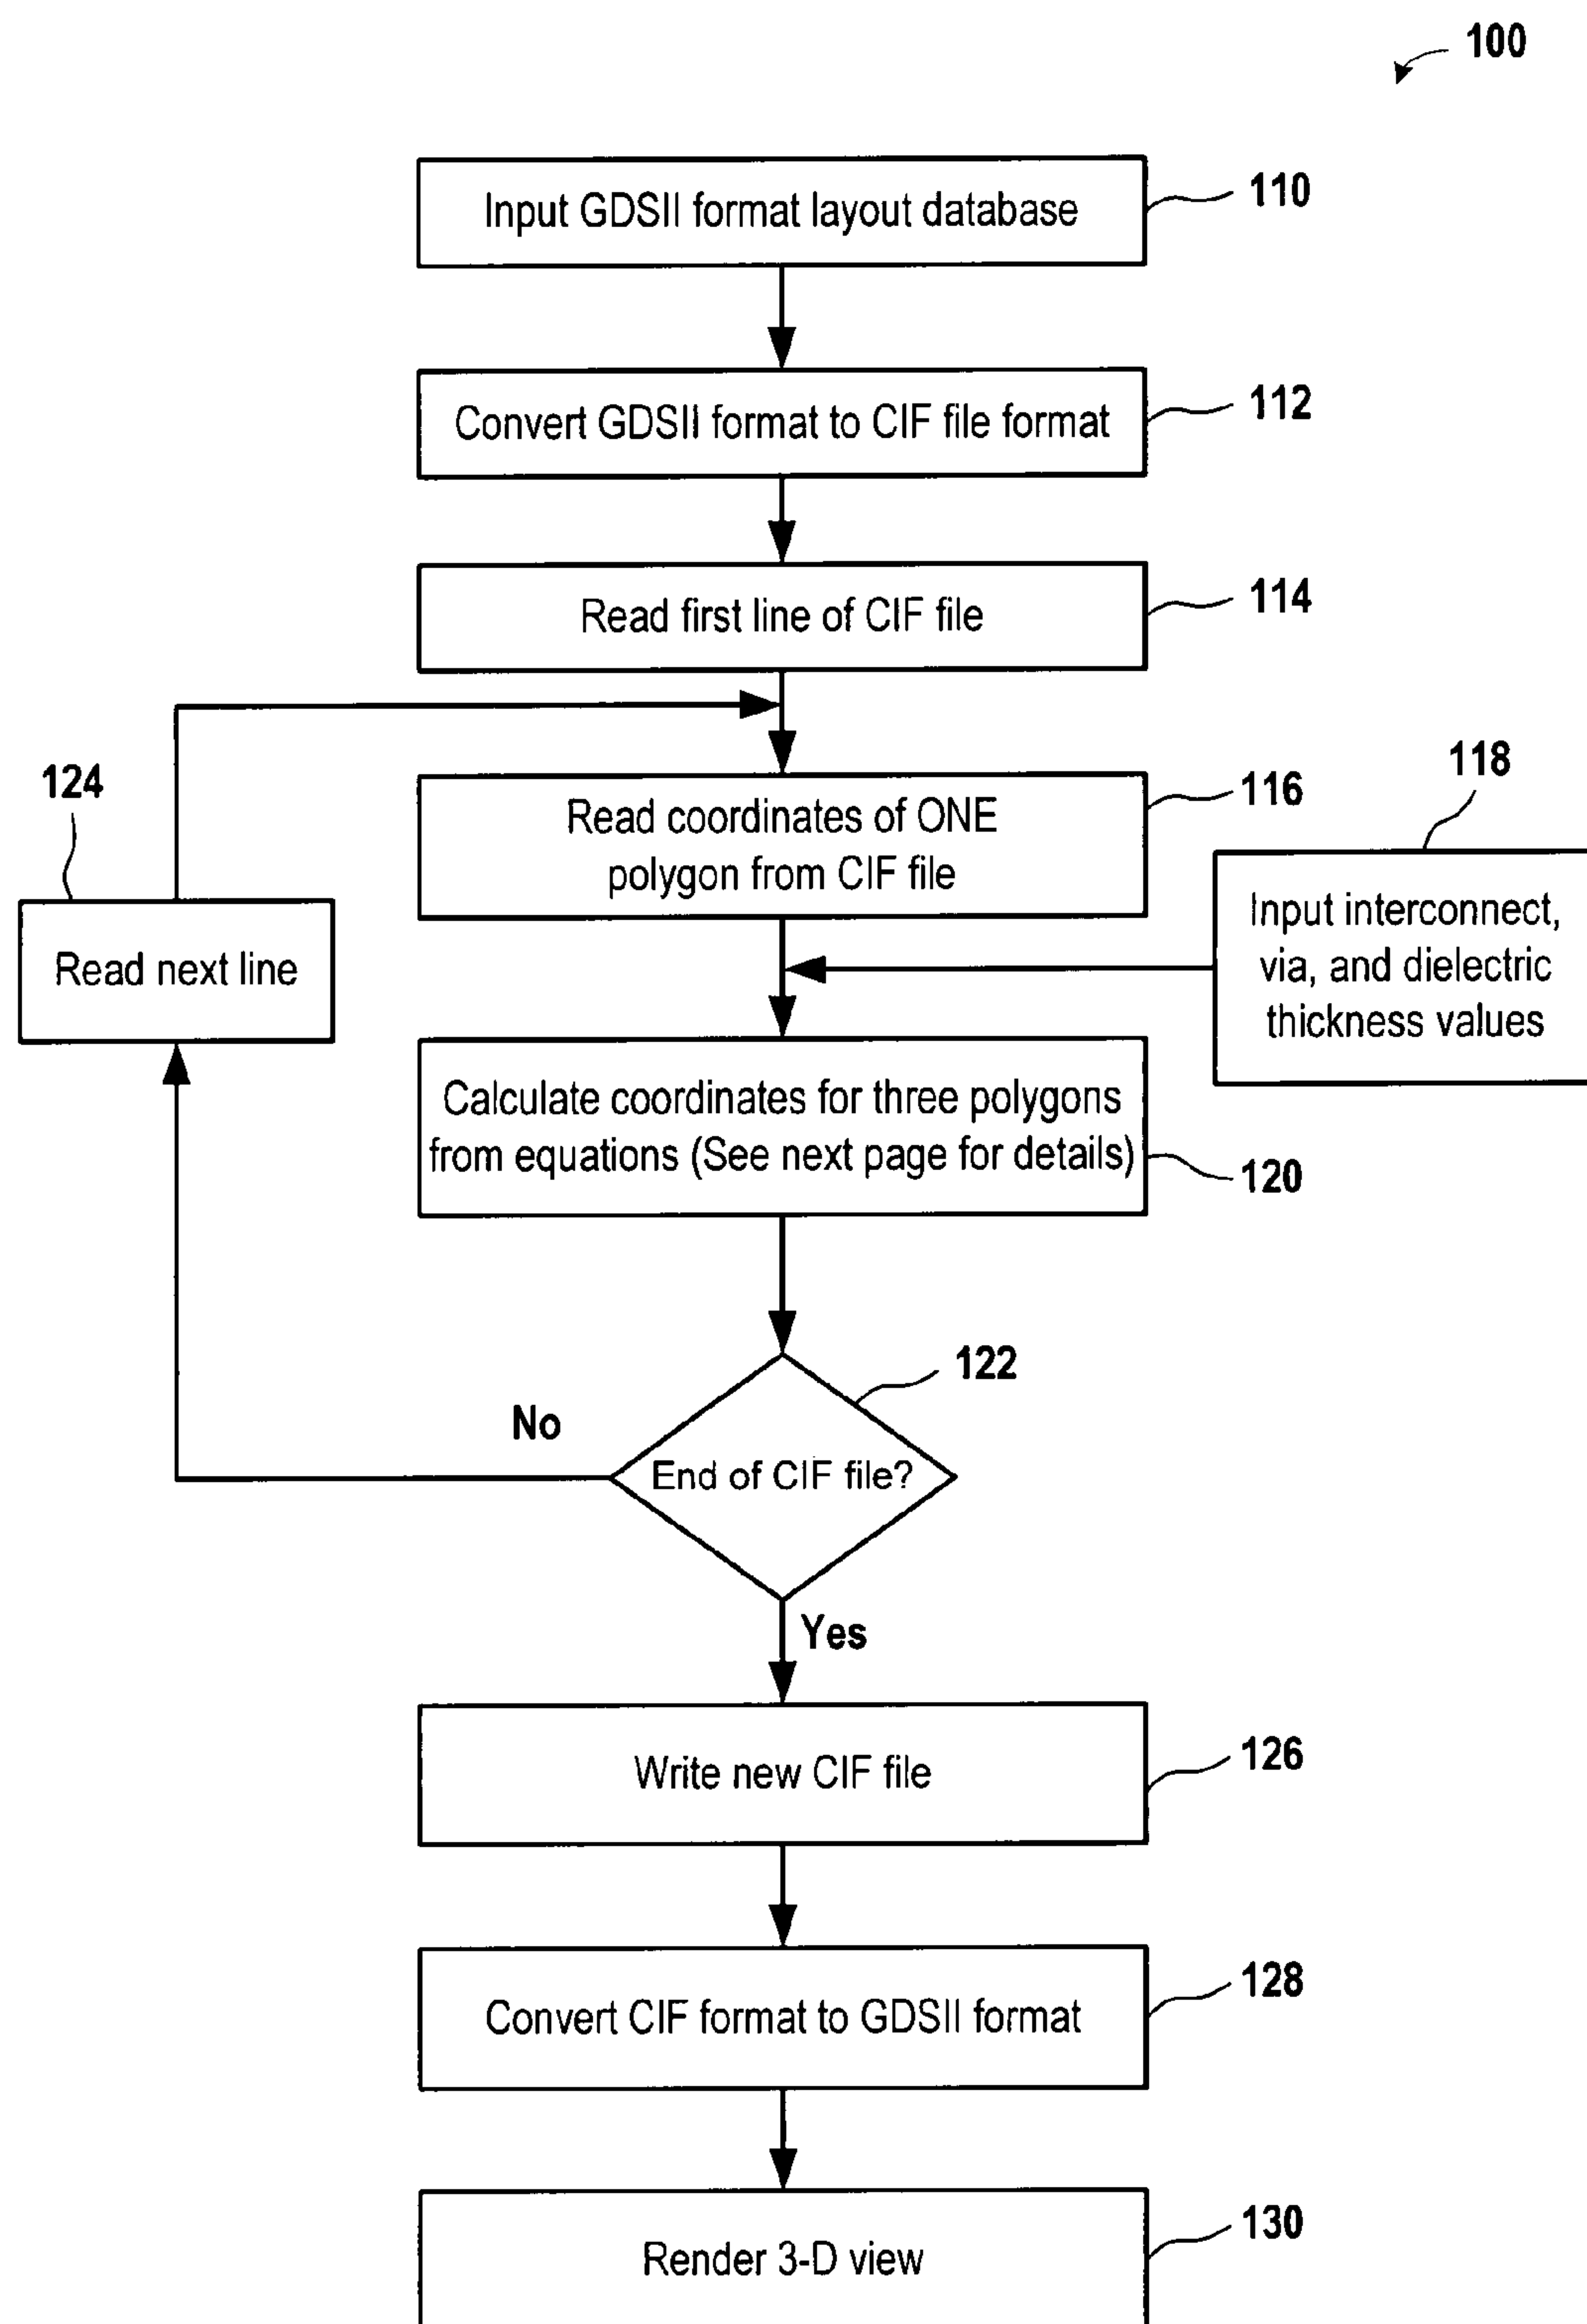 100
Input GDSII format layout database
110
Convert GDSII format to CIF file format
112
Read first line of CIF file
114
124
Read coordinates of ONE
polygon from CIF file
116
118
Read next line
Input interconnect,
via, and dielectric
thickness values
Calculate coordinates for three polygons
from equations (See next page for details)
120
122
No
End of CIF file?
Yes
Write new CIF file
126
Convert CIF format to GDSII format
128
Render 3-D view
130